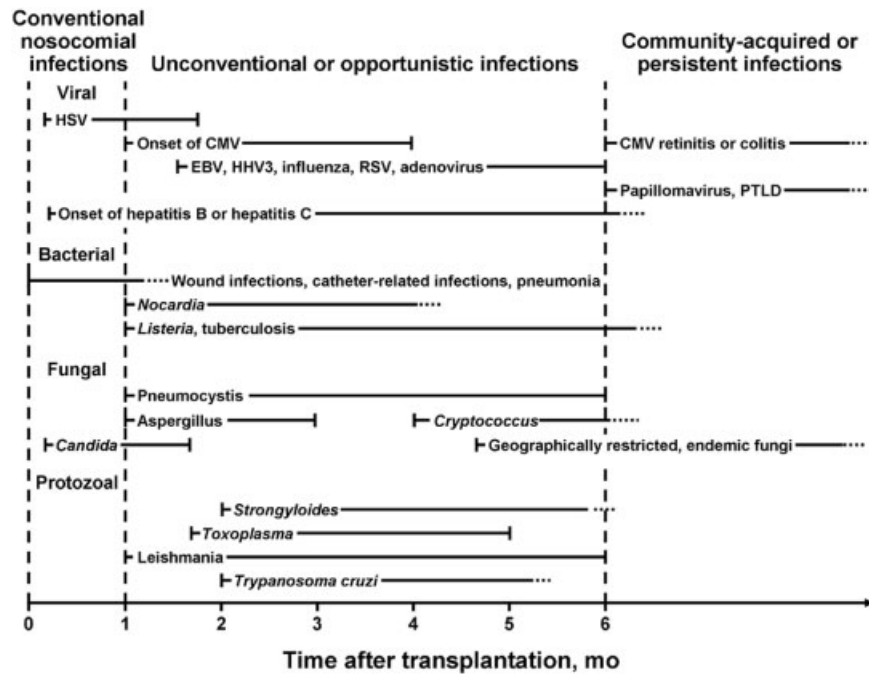 Conventional
nosocomial
infections
Unconventional or opportunistic infections
Community-acquired or
persistent infections
Viral
HSV
Onset of CMV
CMV retinitis or colitis
EBV, HHV3, influenza, RSV, adenovirus
Papillomavirus, PTLD
Onset of hepatitis B or hepatitis C
Bacterial
Wound infections, catheter-related infections, pneumonia
Nocardia
Listeria, tuberculosis
Fungal
Pneumocystis
Aspergillus
Cryptococcus
Candida
Geographically restricted, endemic fungi
Protozoal
Strongyloides
Toxoplasma
Leishmania
Trypanosoma cruzi
0 1 2 3 4 5 6
Time after transplantation, mo